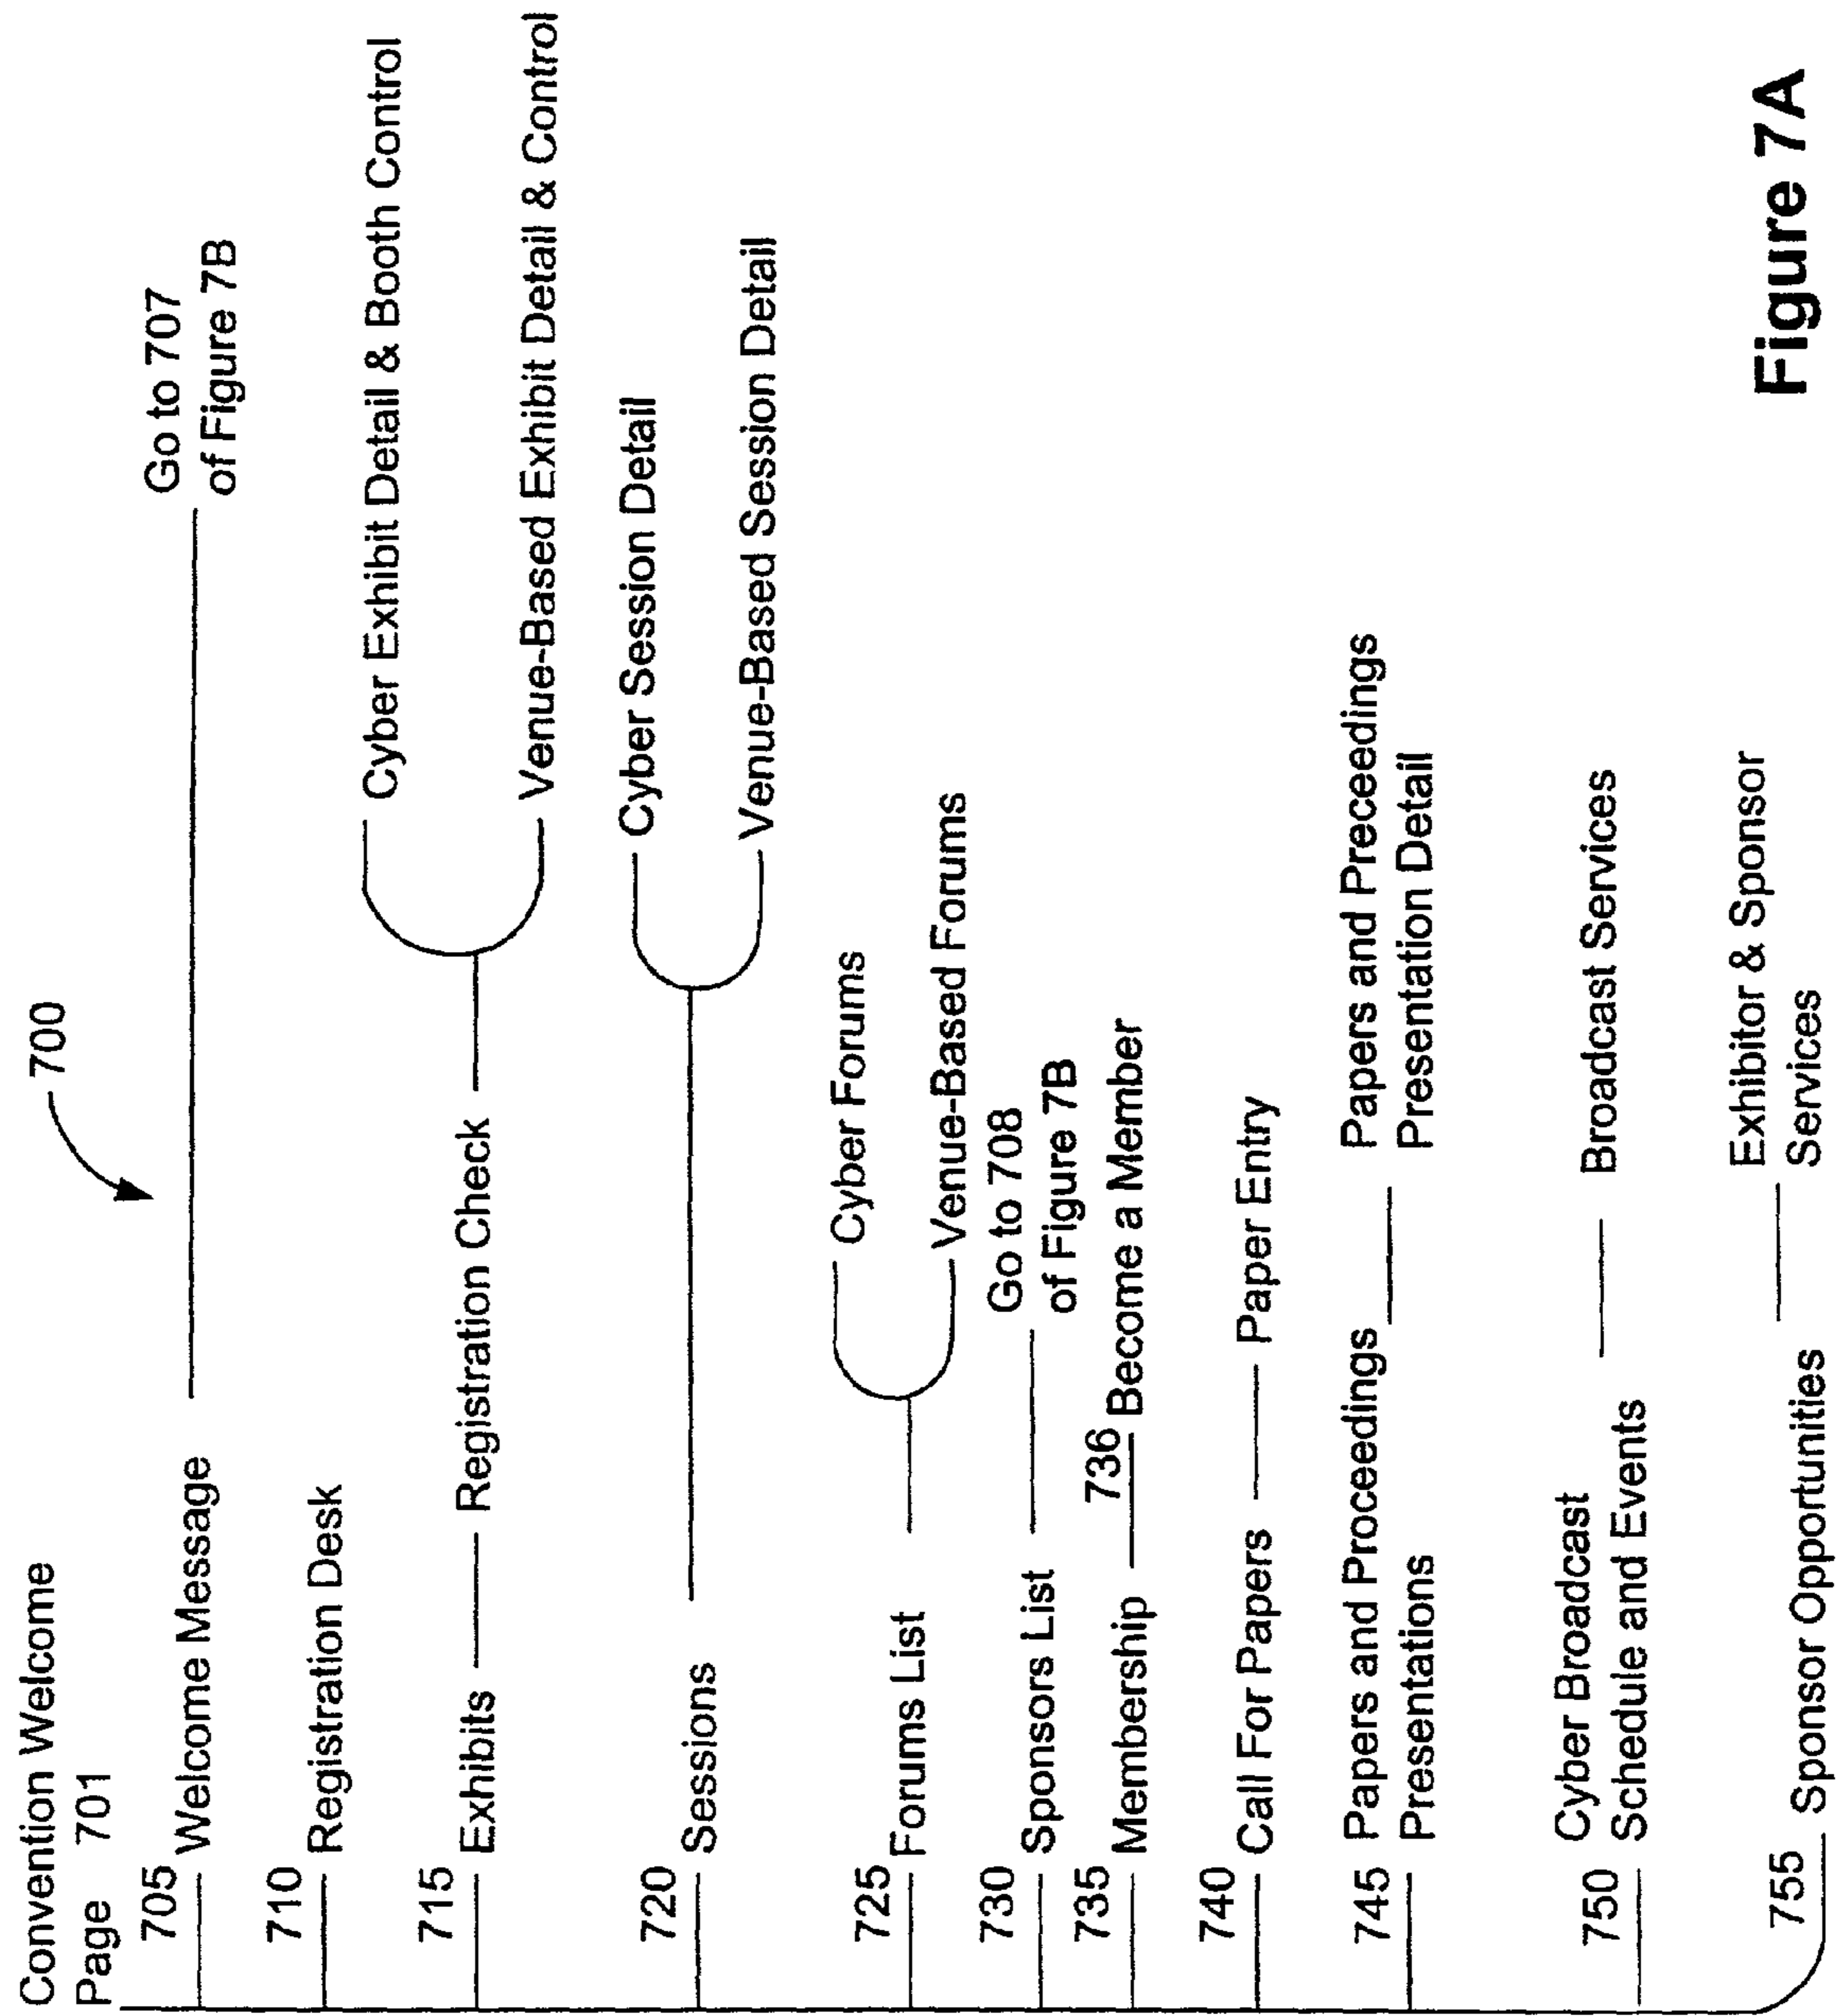 Convention Welcome
Page 701
700
705 Welcome Message
Go to 707
of Figure 7B
710 Registration Desk
715 Exhibits
Registration Check
Cyber Exhibit Detail & Booth Control
Venue-Based Exhibit Detail & Control
720 Sessions
Cyber Session Detail
Venue-Based Session Detail
725 Forums List
Cyber Forums
Venue-Based Forums
730 Sponsors List
Go to 708
of Figure 7B
735 Membership
736 Become a Member
740 Call For Papers
Paper Entry
745 Papers and Proceedings
Presentations
Papers and Preceedings
Presentation Detail
750 Cyber Broadcast
Schedule and Events
Broadcast Services
755 Sponsor Opportunities
Exhibitor & Sponsor
Services
Figure 7A